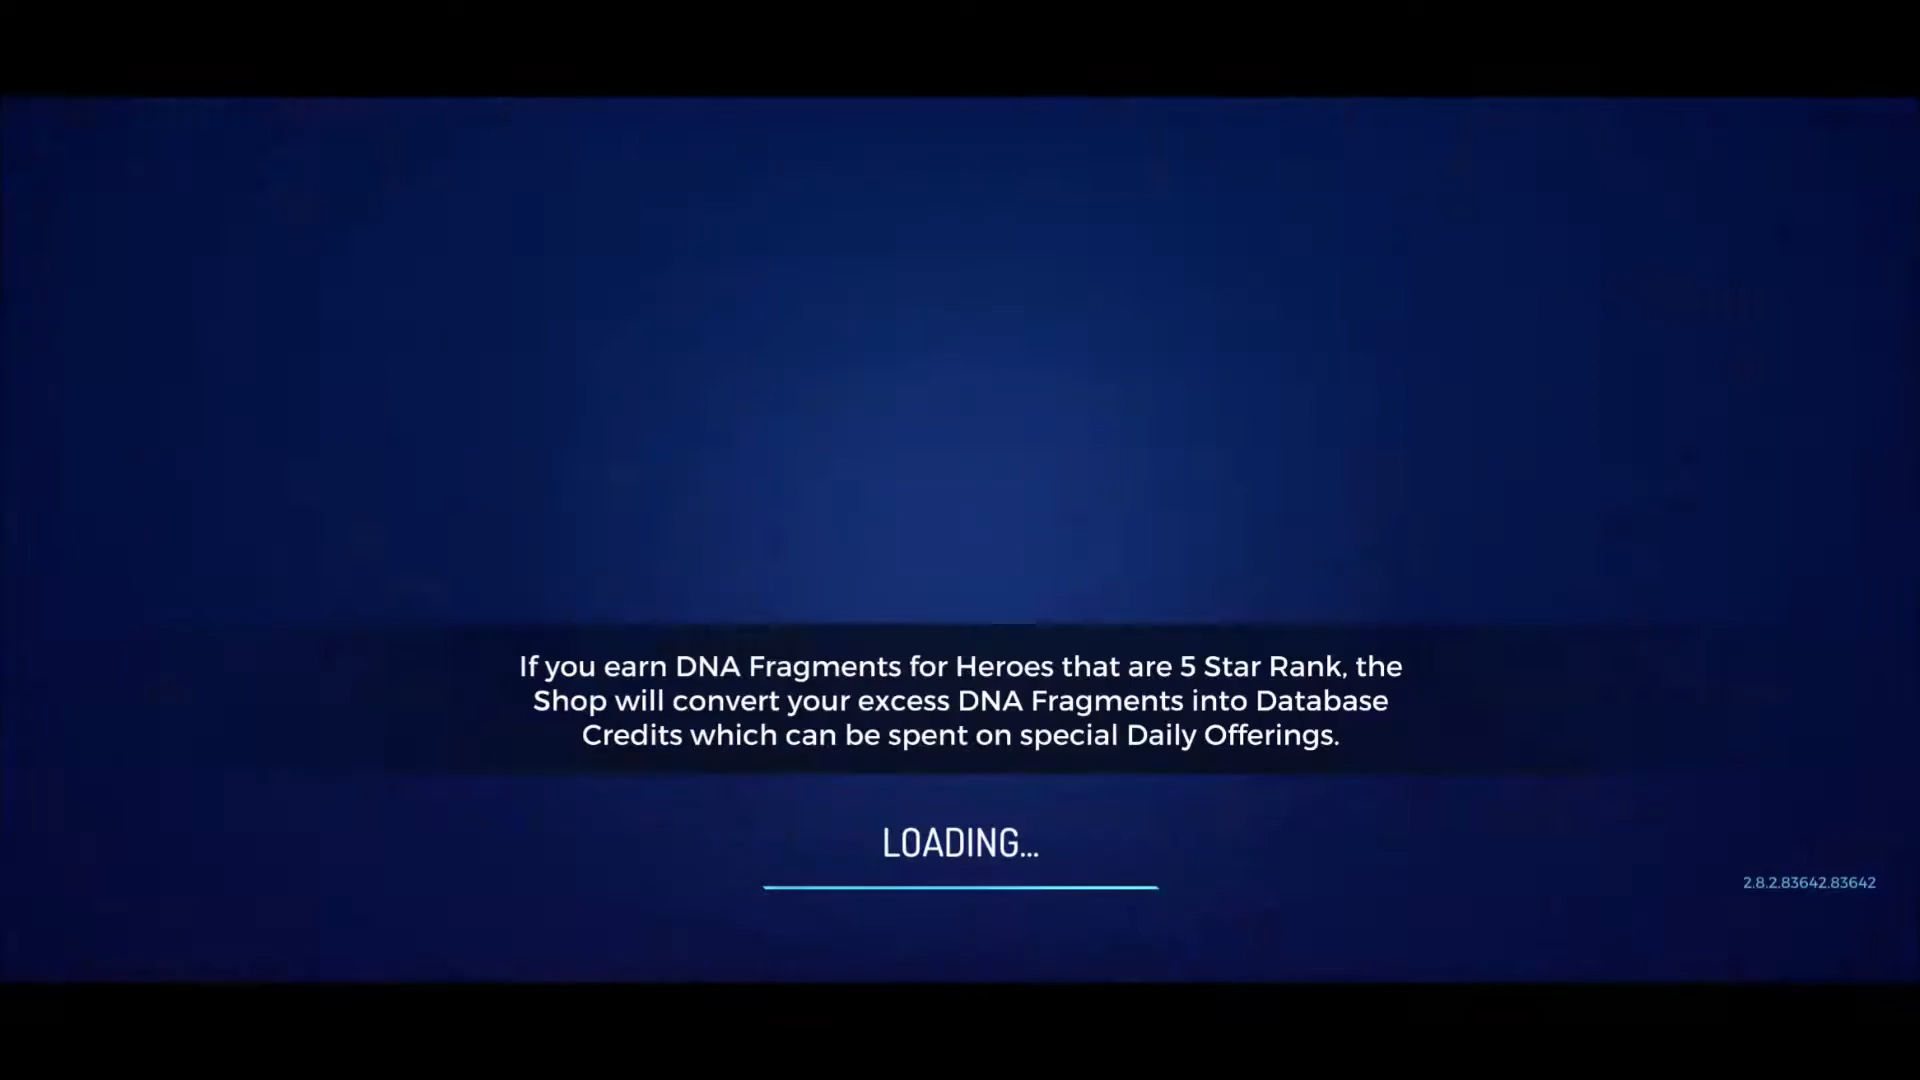 If you earn DNA Fragments for Heroes that are 5 Star Rank, the
Shop will convert your excess DNA Fragments into Database
Credits which can be spent on special Daily Offerings.
LOADING...
2.8.2.83642.83642